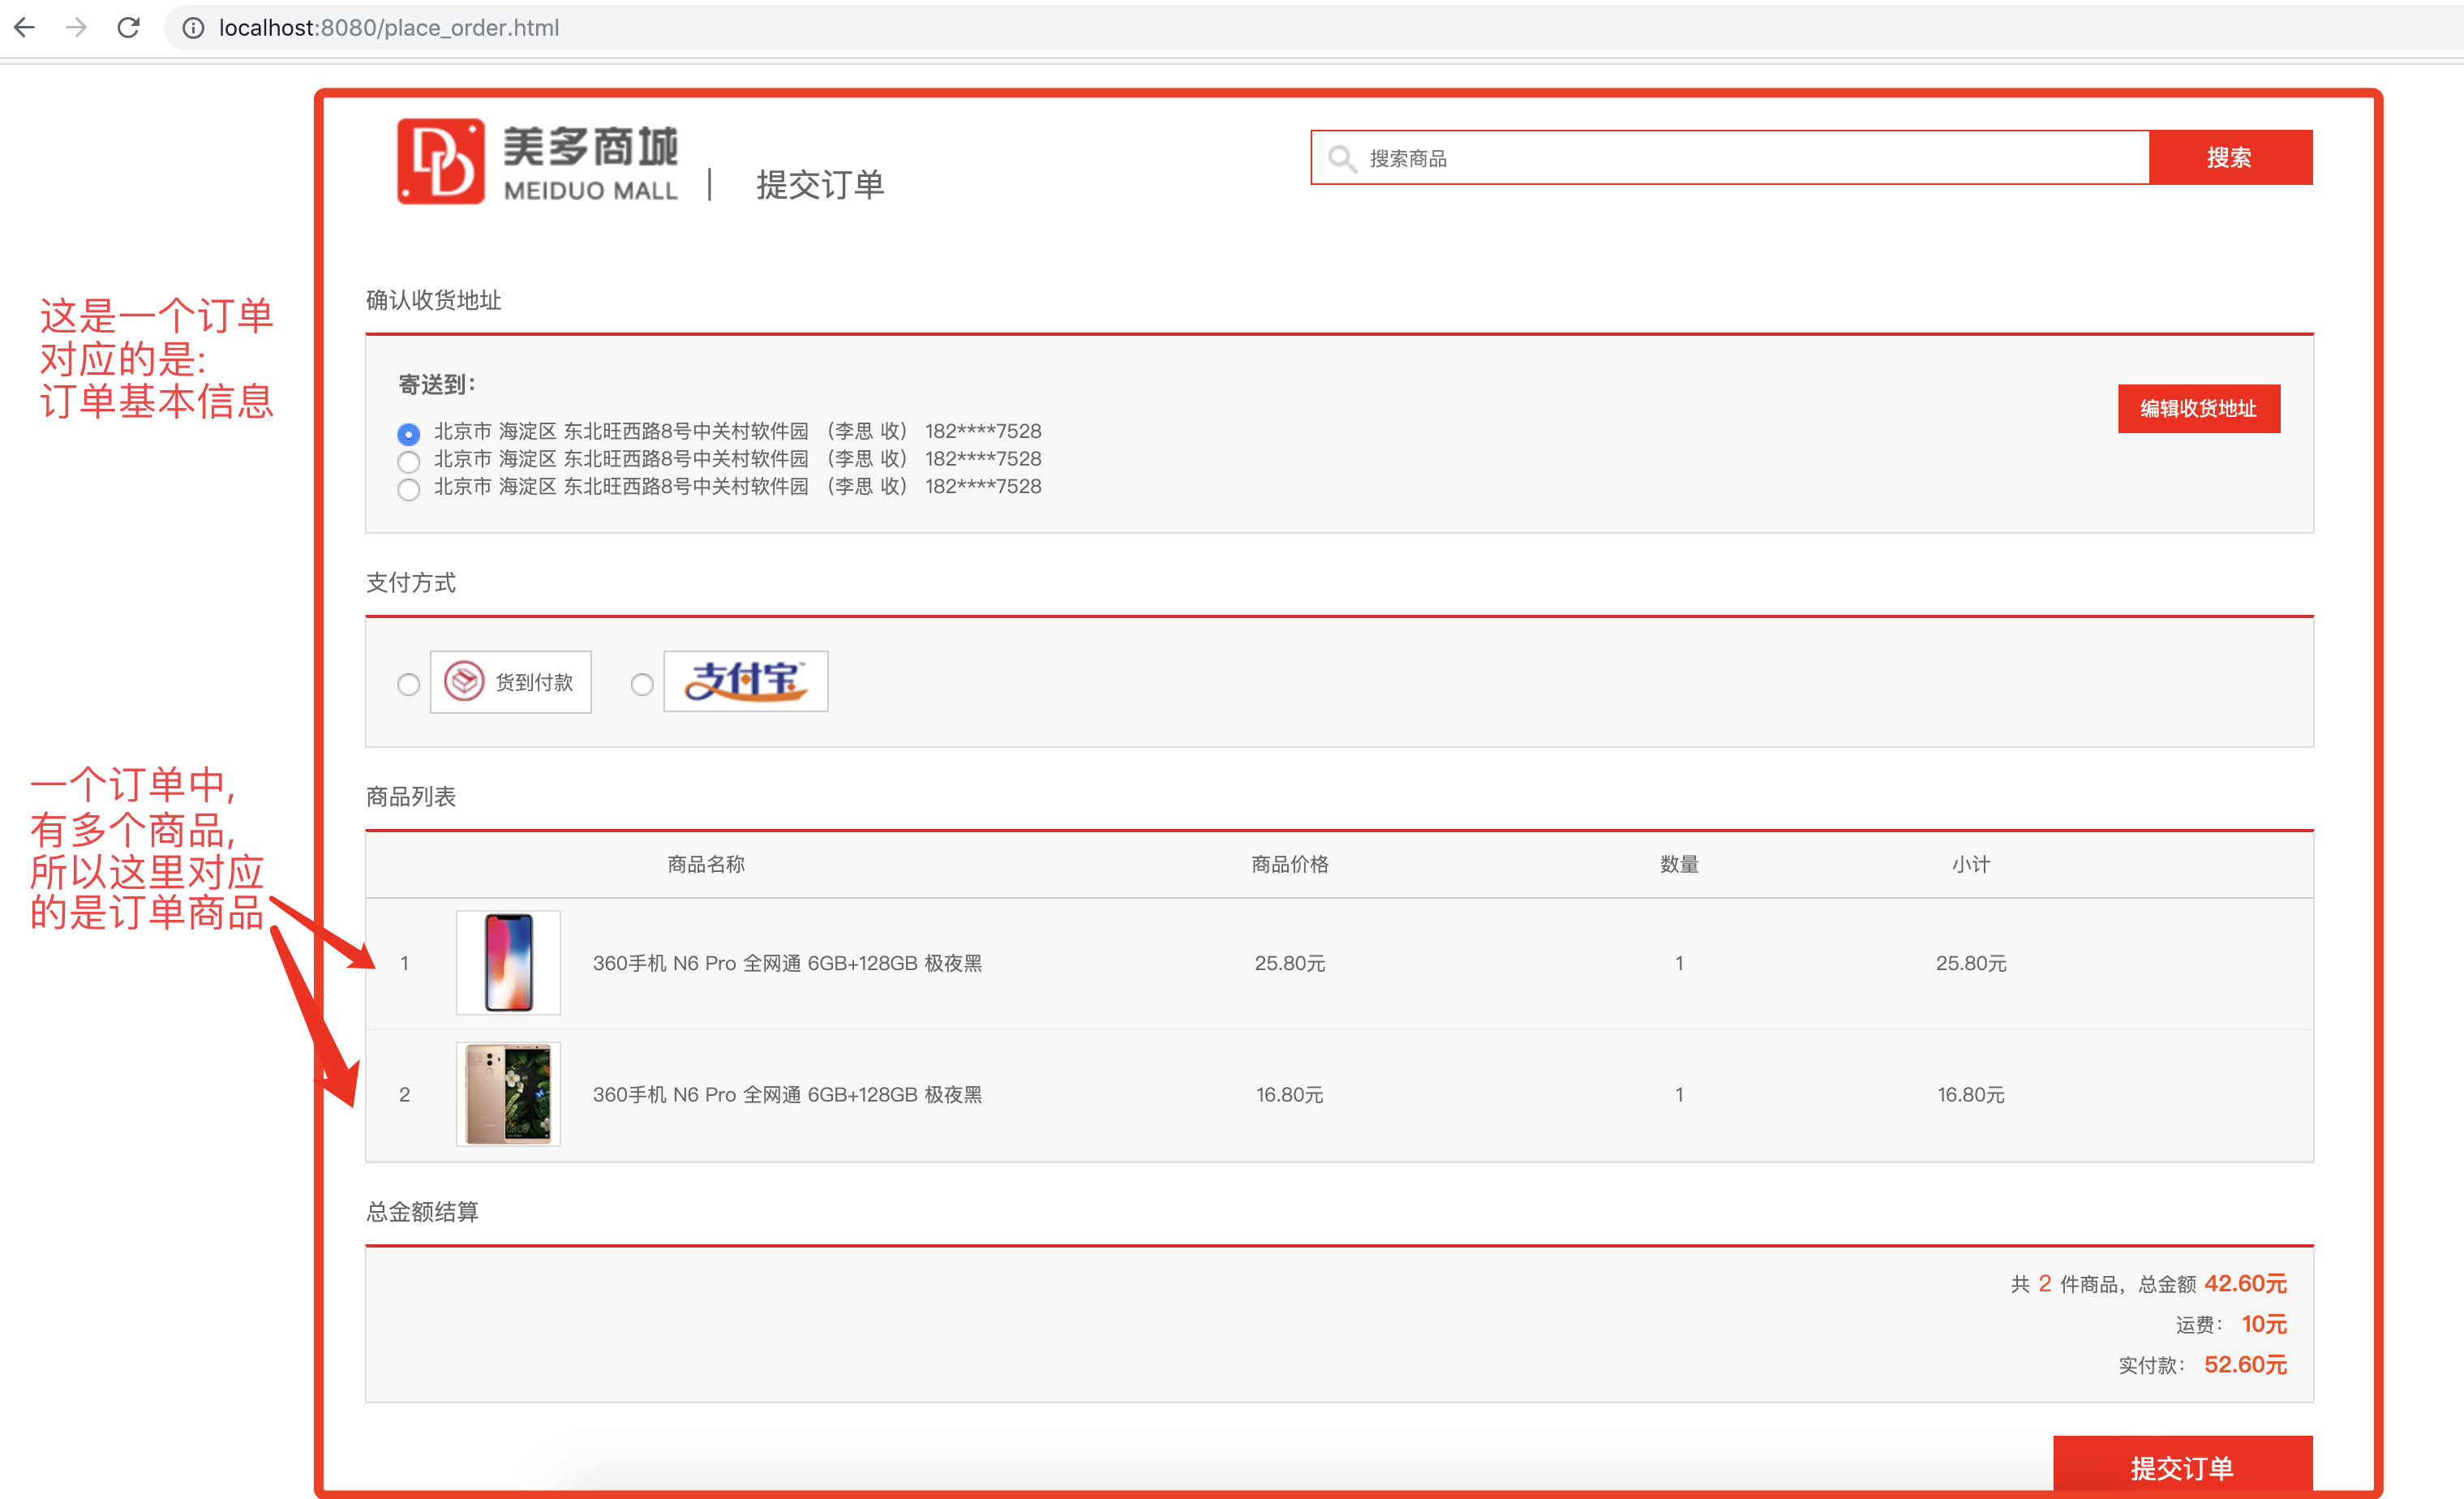 localhost:8080/place_order.html
美多商城
MEIDUO MALL
提交订单
搜索商品
搜索
这是一个订单
对应的是:
订单基本信息
确认收货地址
寄送到：
编辑收货地址
北京市 海淀区 东北旺西路8号中关村软件园 （李思 收） 182****7528
北京市 海淀区 东北旺西路8号中关村软件园 （李思 收） 182****7528
北京市 海淀区 东北旺西路8号中关村软件园 （李思 收） 182****7528
支付方式
货到付款
支付宝™
一个订单中,
有多个商品,
所以这里对应
的是订单商品
商品列表
商品名称 商品价格 数量 小计
1 360手机 N6 Pro 全网通 6GB+128GB 极夜黑 25.80元 1 25.80元
2 360手机 N6 Pro 全网通 6GB+128GB 极夜黑 16.80元 1 16.80元
总金额结算
共 2 件商品，总金额 42.60元
运费： 10元
实付款： 52.60元
提交订单